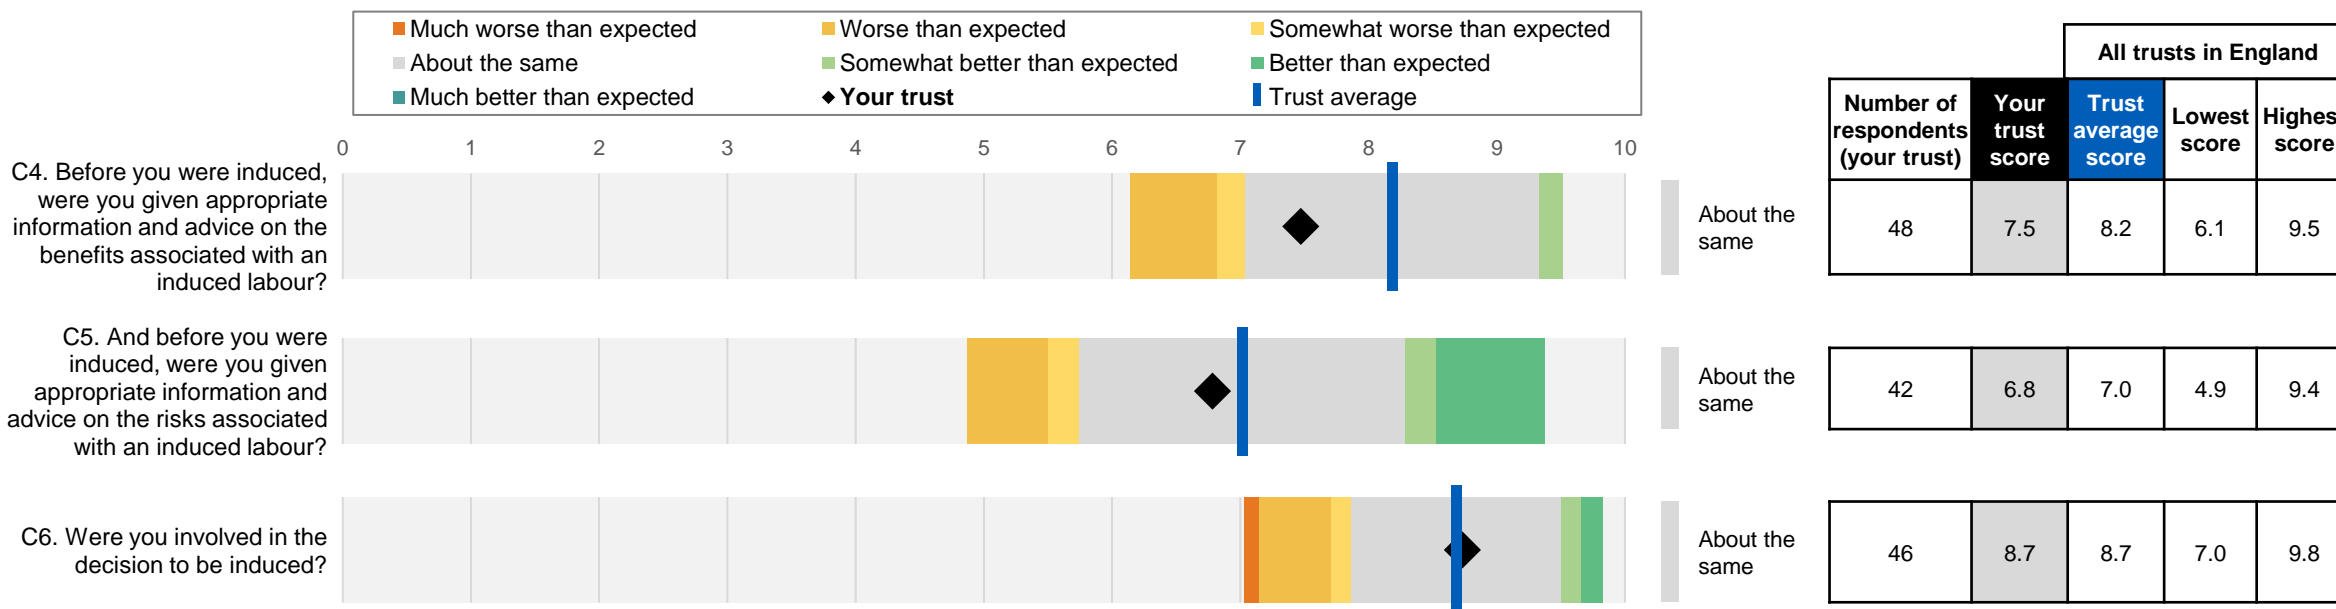 Much worse than expected
Worse than expected
Somewhat worse than expected
About the same
Somewhat better than expected
Better than expected
Much better than expected
Your trust
Trust average
All trusts in England
Number of
respondents
(your trust)
Your
trust
score
Trust
average
score
Lowest
score
Highes
score
0 1 2 3 4 5 6 7 8 9 10
C4. Before you were induced,
were you given appropriate
information and advice on the
benefits associated with an
induced labour?
About the
same
48 7.5 8.2 6.1 9.5
C5. And before you were
induced, were you given
appropriate information and
advice on the risks associated
with an induced labour?
About the
same
42 6.8 7.0 4.9 9.4
C6. Were you involved in the
decision to be induced?
About the
same
46 8.7 8.7 7.0 9.8